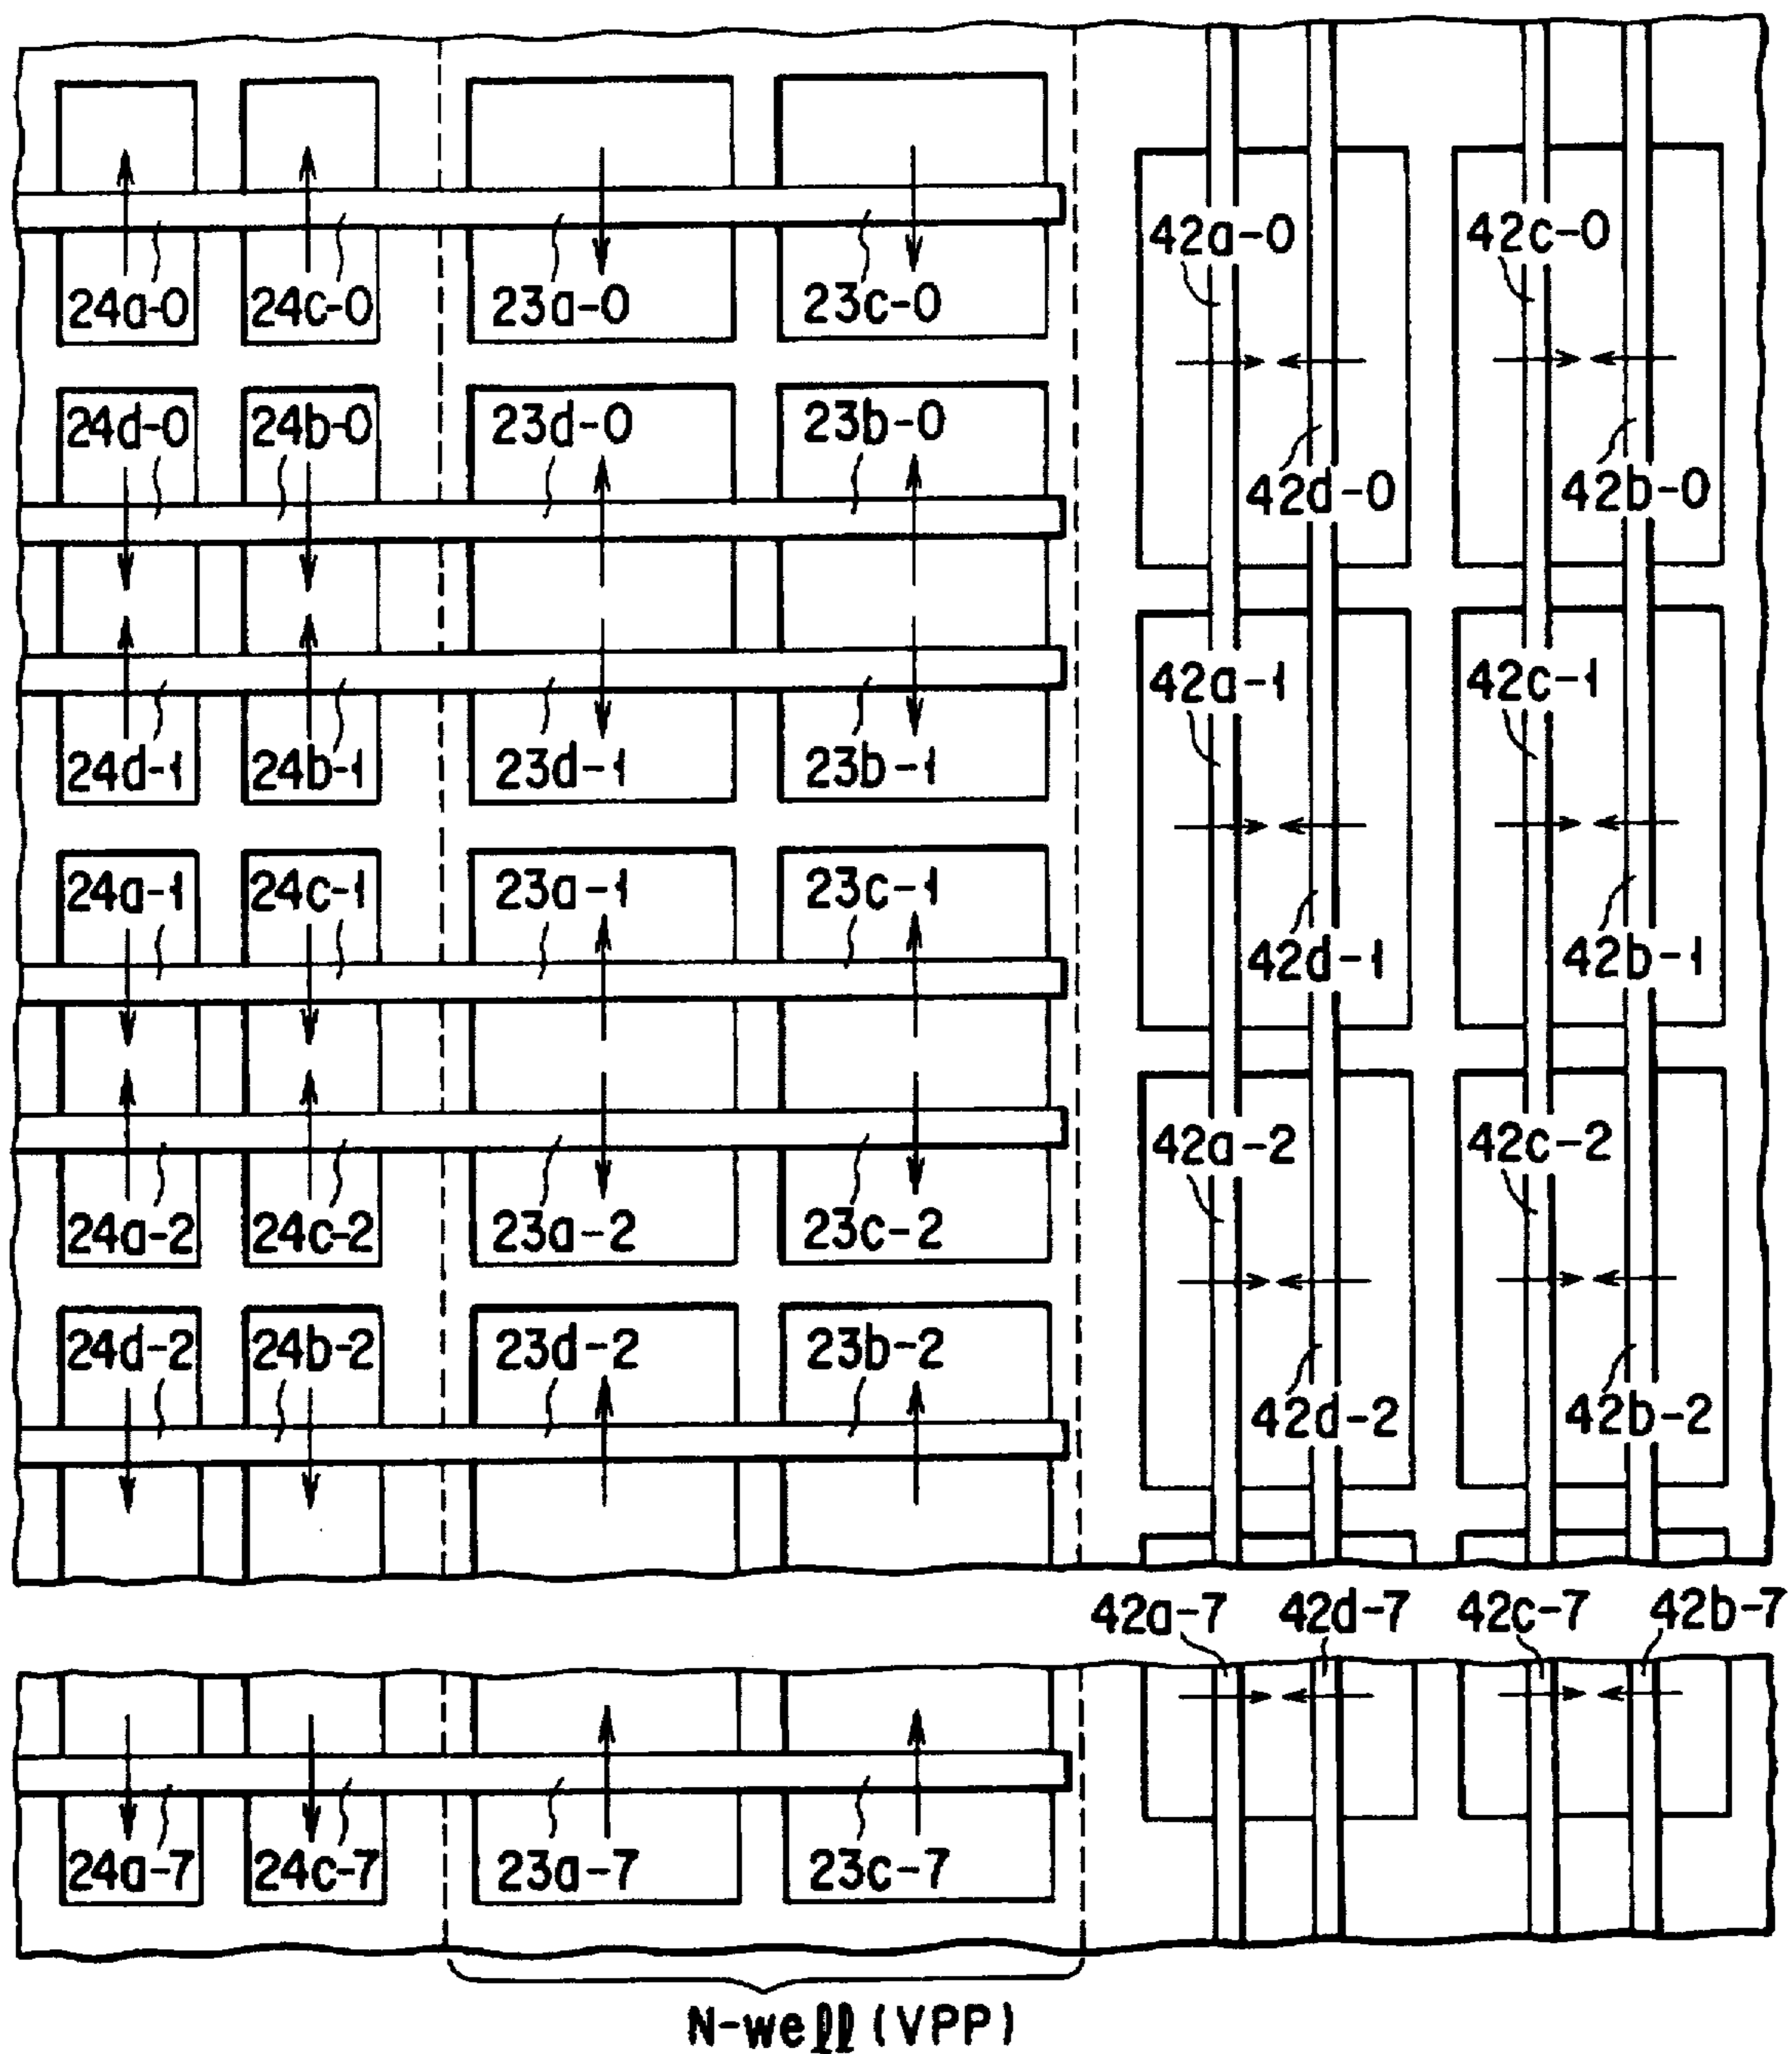 42a-0 42c-0
24a-0 24c-0 23a-0 23c-0
24d-0 24b-0 23d-0 23b-0
42d-0 42b-0
42a-1 42c-1
24d-1 24b-1 23d-1 23b-1
24a-1 24c-1 23a-1 23c-1
42d-1 42b-1
42a-2 42c-2
24a-2 24c-2 23a-2 23c-2
24d-2 24b-2 23d-2 23b-2
42d-2 42b-2
42a-7 42d-7 42c-7 42b-7
24a-7 24c-7 23a-7 23c-7
N-well (VPP)